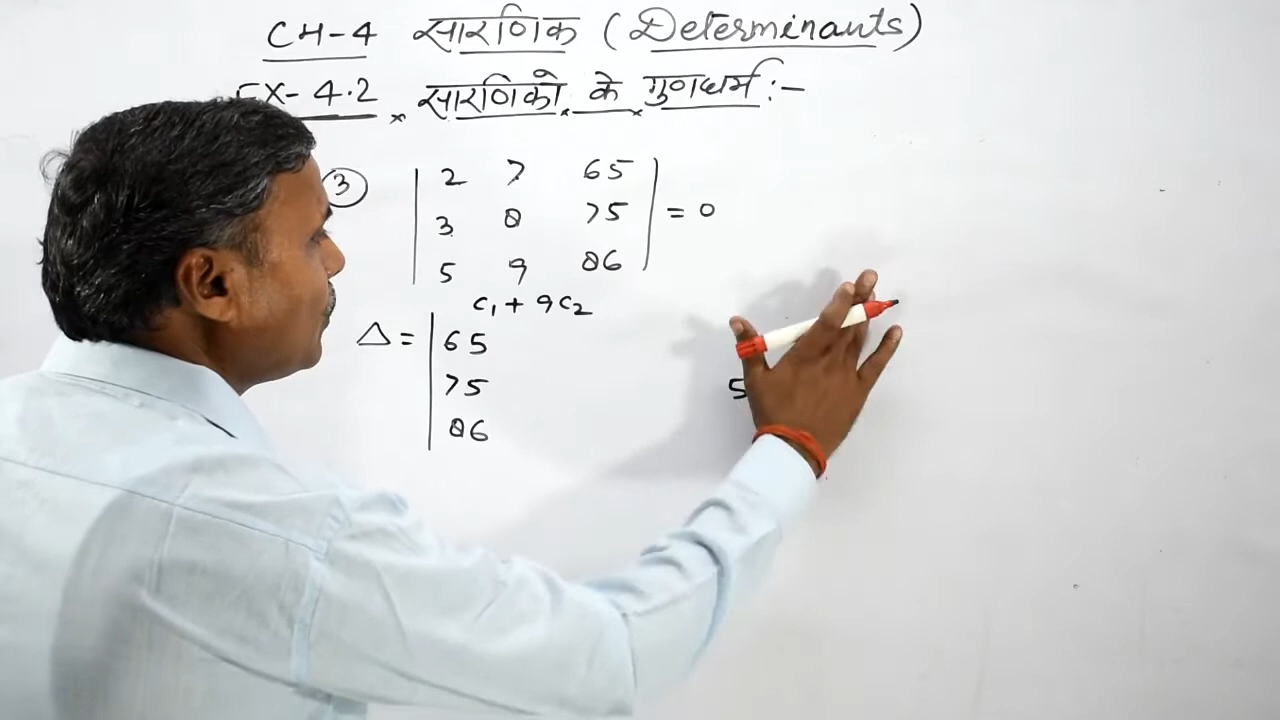 CH-4 सारणिक (Determinants)
EX-4.2 सारणिकों के गुणधर्म :-
3 | 2 7 65 |
| 3 8 75 | = 0
| 5 9 86 |
C₁ + 9C₂
Δ = | 65
| 75 5
| 86